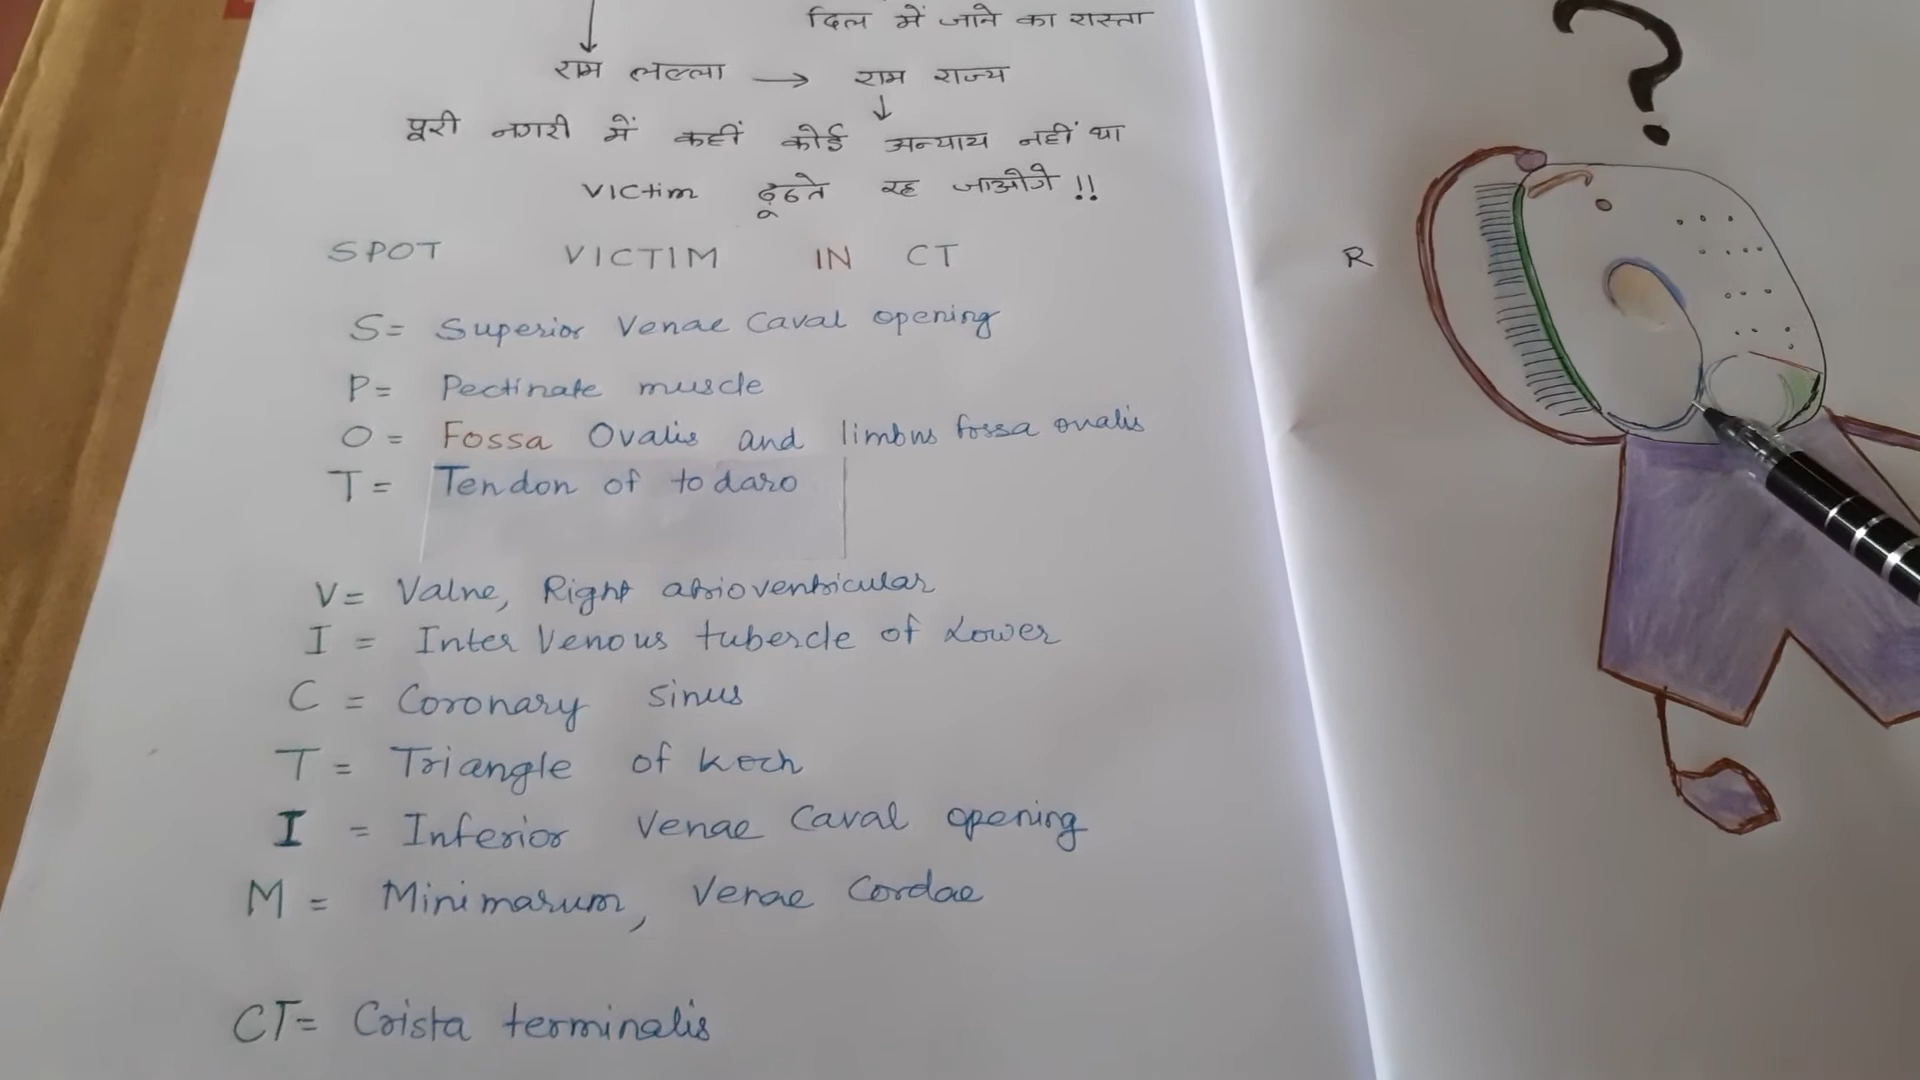 दिल में जाने का रास्ता
राम लल्ला → राम राज्य
पूरी नगरी में कहीं कोई अन्याय नहीं था
VICtim ढूढते रह जाओगे !!
SPOT VICTIM IN CT
S= Superior Venae Caval opening
P= Pectinate muscle
O= Fossa Ovalis and limbus fossa ovalis
T= Tendon of todaro
V= Valve, Right atrioventricular
I = Inter Venous tubercle of Lower
C = Coronary sinus
T = Triangle of Koch
I = Inferior Venae Caval opening
M = Minimarum, Venae Cordae
CT= Crista terminalis
?
R